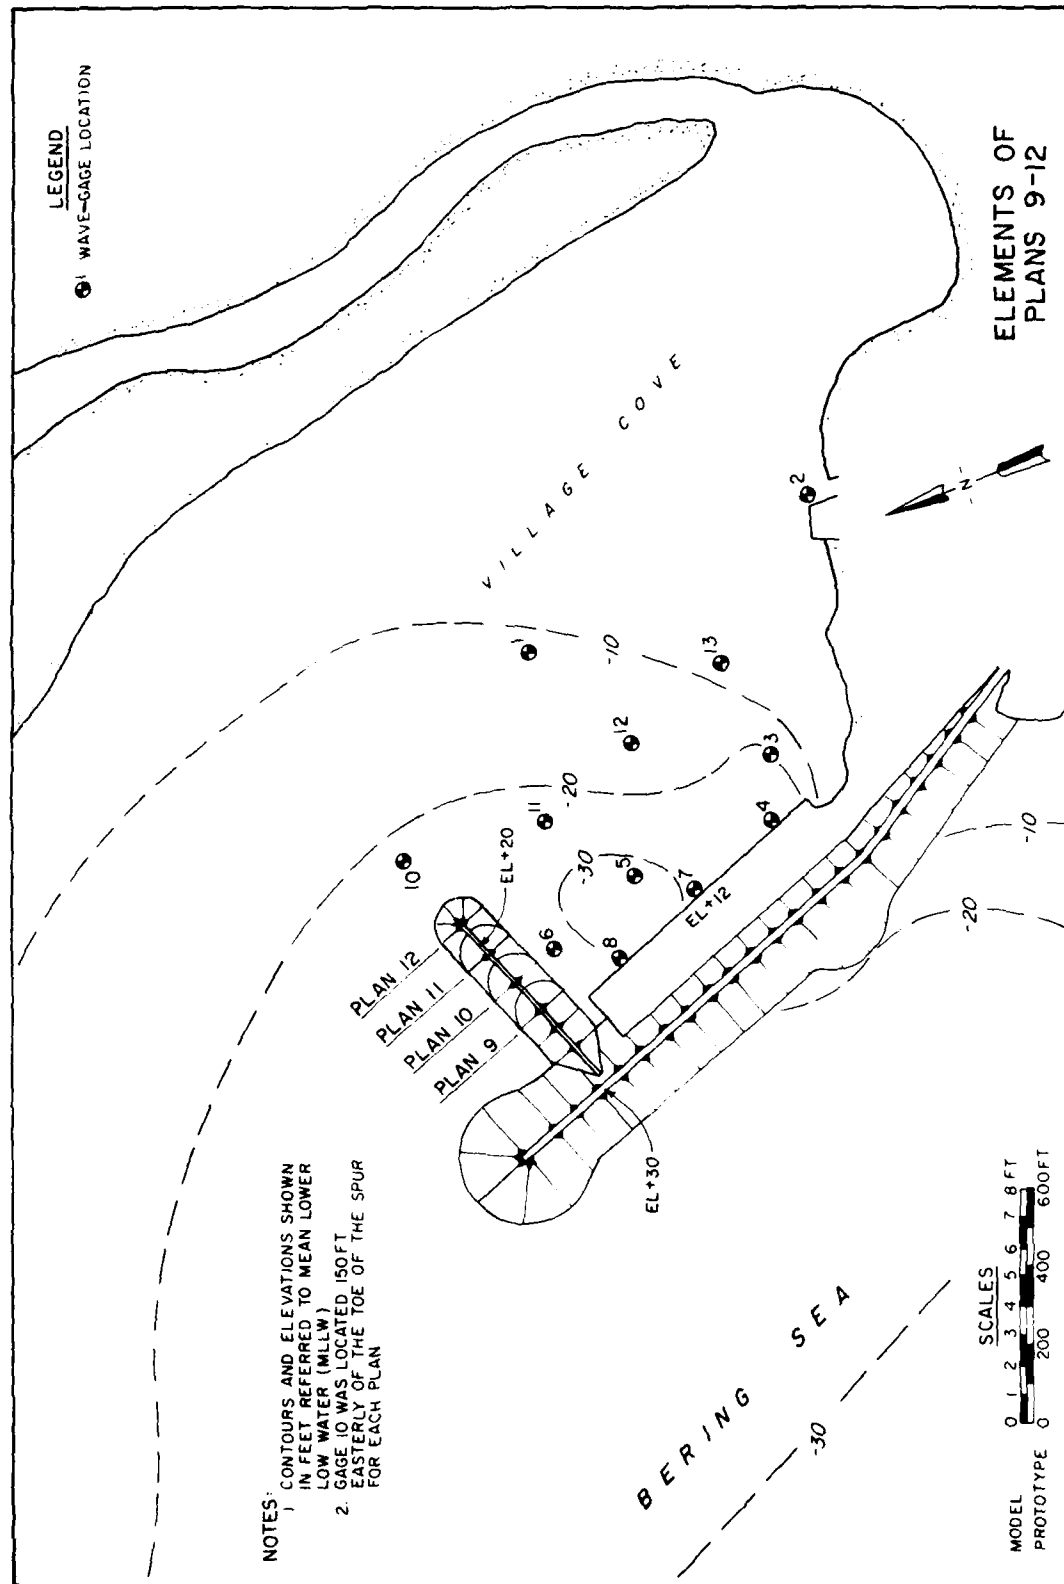 LEGEND
1 WAVE-GAGE LOCATION
NOTES:
1 CONTOURS AND ELEVATIONS SHOWN
IN FEET REFERRED TO MEAN LOWER
LOW WATER (MLLW)
2. GAGE 10 WAS LOCATED 150FT
EASTERLY OF THE TOE OF THE SPUR
FOR EACH PLAN
PLAN 12
PLAN 11
PLAN 10
PLAN 9
EL+20
EL+12
EL+30
10
11
12
1
13
3
4
5
6
7
8
2
-10
-20
-30
-10
-20
-30
VILLAGE COVE
BERING SEA
N
SCALES
MODEL 0 1 2 3 4 5 6 7 8 FT
PROTOTYPE 0 200 400 600FT
ELEMENTS OF
PLANS 9-12